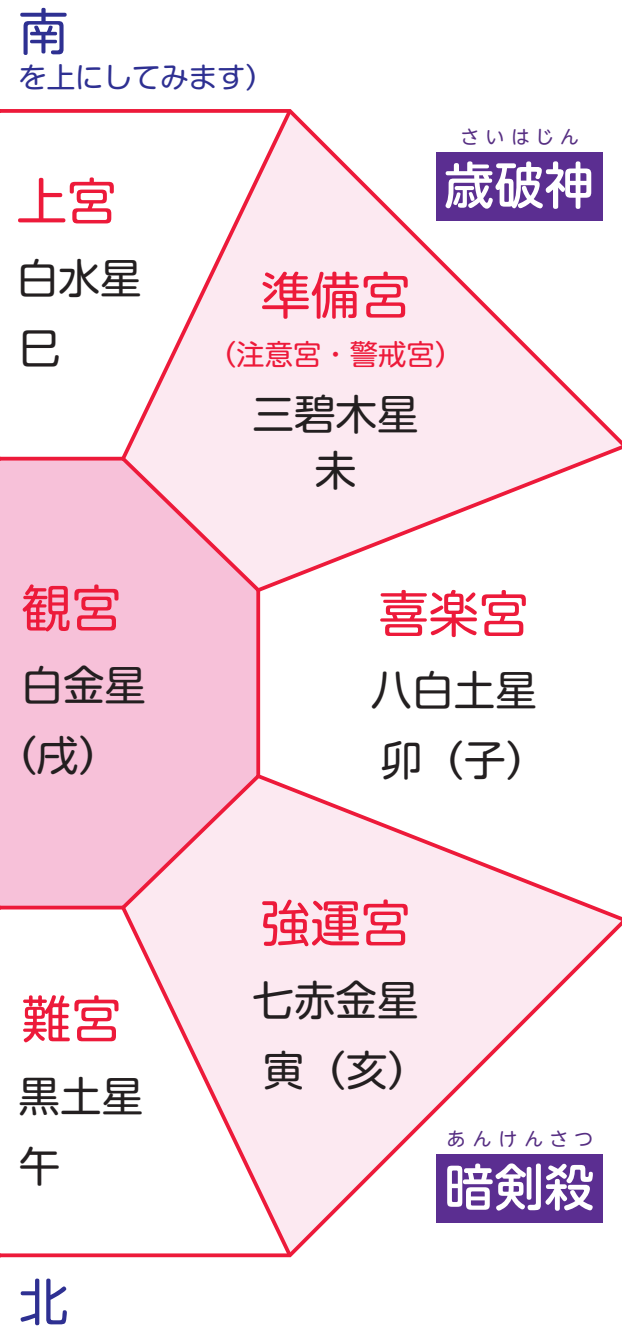 南
を上にしてみます）
さいはじん
歳破神
上宮
白水星
巳
準備宮
（注意宮・警戒宮）
三碧木星
未
観宮
白金星
（戌）
喜楽宮
八白土星
卯（子）
強運宮
七赤金星
寅（亥）
難宮
黒土星
午
あんけんさつ
暗剣殺
北